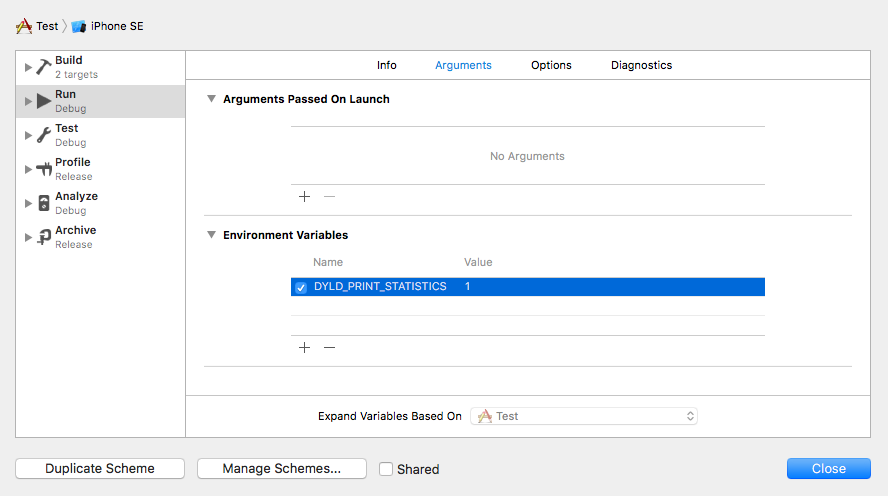 Test
iPhone SE
Build
2 targets
Run
Debug
Test
Debug
Profile
Release
Analyze
Debug
Archive
Release
Info Arguments Options Diagnostics
Arguments Passed On Launch
No Arguments
Environment Variables
Name Value
DYLD_PRINT_STATISTICS 1
Expand Variables Based On Test
Duplicate Scheme Manage Schemes... Shared Close